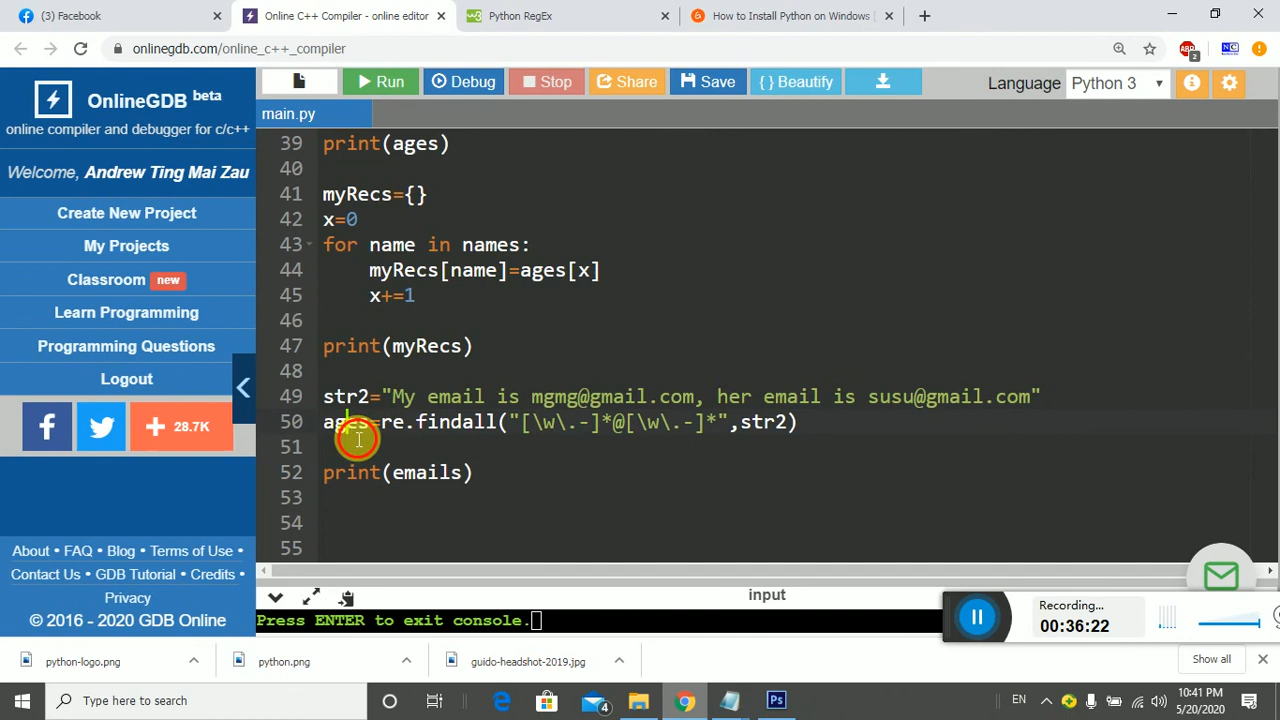 (3) Facebook
Online C++ Compiler - online editor
Python RegEx
How to Install Python on Windows [
onlinegdb.com/online_c++_compiler
ABP
2
NC
OnlineGDB beta
online compiler and debugger for c/c++
Welcome, Andrew Ting Mai Zau
Create New Project
My Projects
Classroom new
Learn Programming
Programming Questions
Logout
28.7K
About • FAQ • Blog • Terms of Use •
Contact Us • GDB Tutorial • Credits •
Privacy
© 2016 - 2020 GDB Online
Run
Debug
Stop
Share
Save
{ } Beautify
Language
Python 3
main.py
39 print(ages)
40
41 myRecs={}
42 x=0
43 for name in names:
44 myRecs[name]=ages[x]
45 x+=1
46
47 print(myRecs)
48
49 str2="My email is mgmg@gmail.com, her email is susu@gmail.com"
50 ages=re.findall("[\w\.-]*@[\w\.-]*",str2)
51
52 print(emails)
53
54
55
input
Press ENTER to exit console.
Recording...
00:36:22
python-logo.png
python.png
guido-headshot-2019.jpg
Show all
Type here to search
4
Ps
EN
10:41 PM
5/20/2020